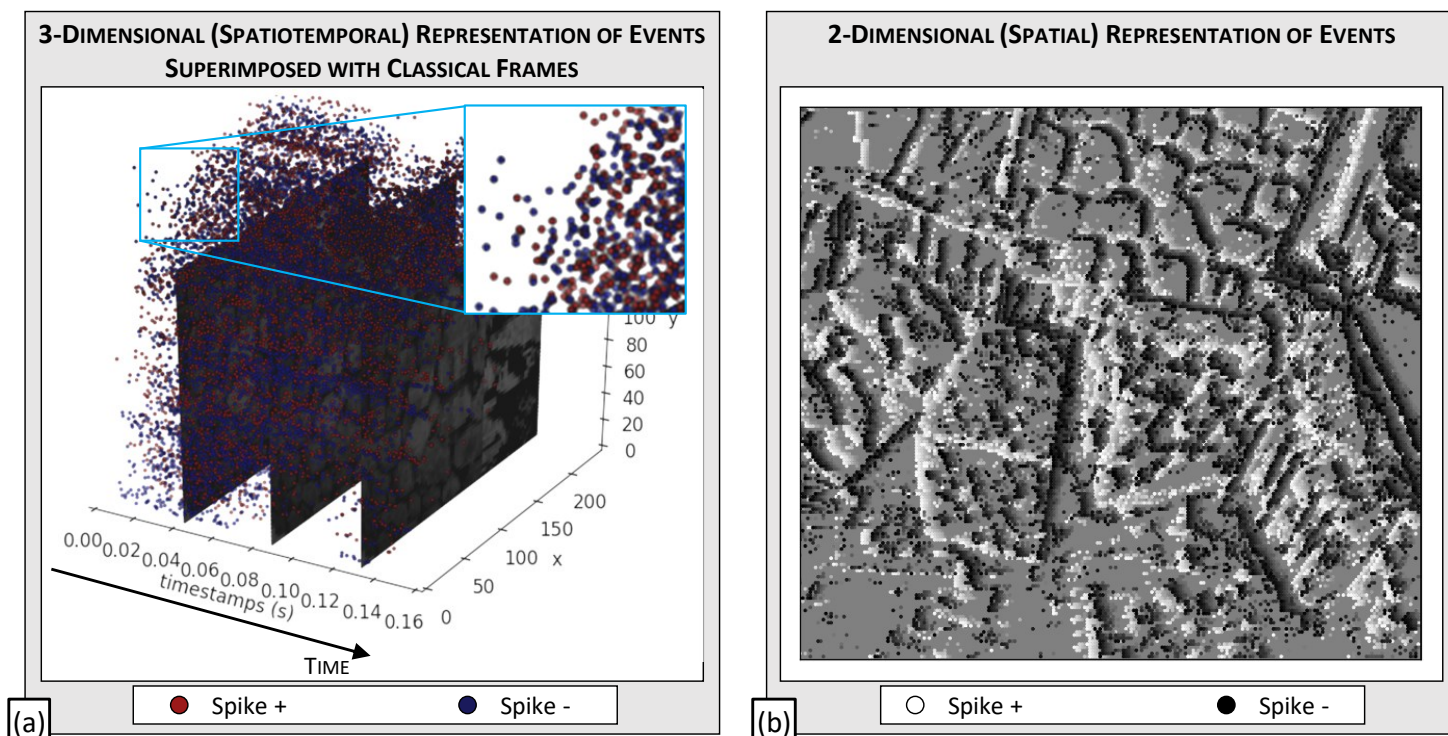 3-DIMENSIONAL (SPATIOTEMPORAL) REPRESENTATION OF EVENTS
SUPERIMPOSED WITH CLASSICAL FRAMES
100 y
80
60
40
20
0
200
150
100
x
50
0
0.00
0.02
0.04
0.06
0.08
0.10
0.12
0.14
0.16
timestamps (s)
TIME
(a)
Spike +
Spike -
2-DIMENSIONAL (SPATIAL) REPRESENTATION OF EVENTS
(b)
Spike +
Spike -